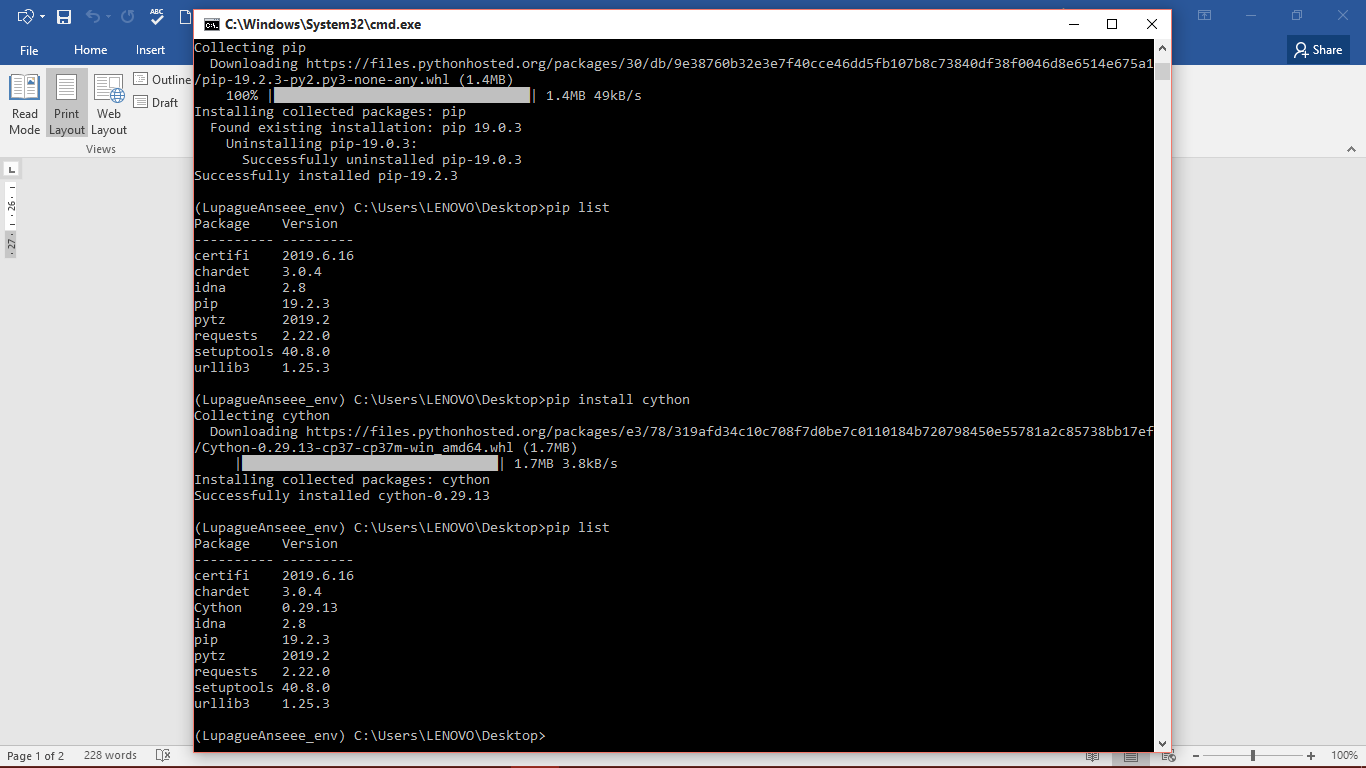 ABC
C:\Windows\System32\cmd.exe
File
Home
Insert
Share
Read Mode
Print Layout
Web Layout
Outline
Draft
Views
L
26
27
Collecting pip
  Downloading https://files.pythonhosted.org/packages/30/db/9e38760b32e3e7f40cce46dd5fb107b8c73840df38f0046d8e6514e675a1
/pip-19.2.3-py2.py3-none-any.whl (1.4MB)
    100% |████████████████████████████████| 1.4MB 49kB/s
Installing collected packages: pip
  Found existing installation: pip 19.0.3
    Uninstalling pip-19.0.3:
      Successfully uninstalled pip-19.0.3
Successfully installed pip-19.2.3
(LupagueAnseee_env) C:\Users\LENOVO\Desktop>pip list
Package    Version
---------- ---------
certifi    2019.6.16
chardet    3.0.4
idna       2.8
pip        19.2.3
pytz       2019.2
requests   2.22.0
setuptools 40.8.0
urllib3    1.25.3
(LupagueAnseee_env) C:\Users\LENOVO\Desktop>pip install cython
Collecting cython
  Downloading https://files.pythonhosted.org/packages/e3/78/319afd34c10c708f7d0be7c0110184b720798450e55781a2c85738bb17ef
/Cython-0.29.13-cp37-cp37m-win_amd64.whl (1.7MB)
     |████████████████████████████████| 1.7MB 3.8kB/s
Installing collected packages: cython
Successfully installed cython-0.29.13
(LupagueAnseee_env) C:\Users\LENOVO\Desktop>pip list
Package    Version
---------- ---------
certifi    2019.6.16
chardet    3.0.4
Cython     0.29.13
idna       2.8
pip        19.2.3
pytz       2019.2
requests   2.22.0
setuptools 40.8.0
urllib3    1.25.3
(LupagueAnseee_env) C:\Users\LENOVO\Desktop>
Page 1 of 2
228 words
100%